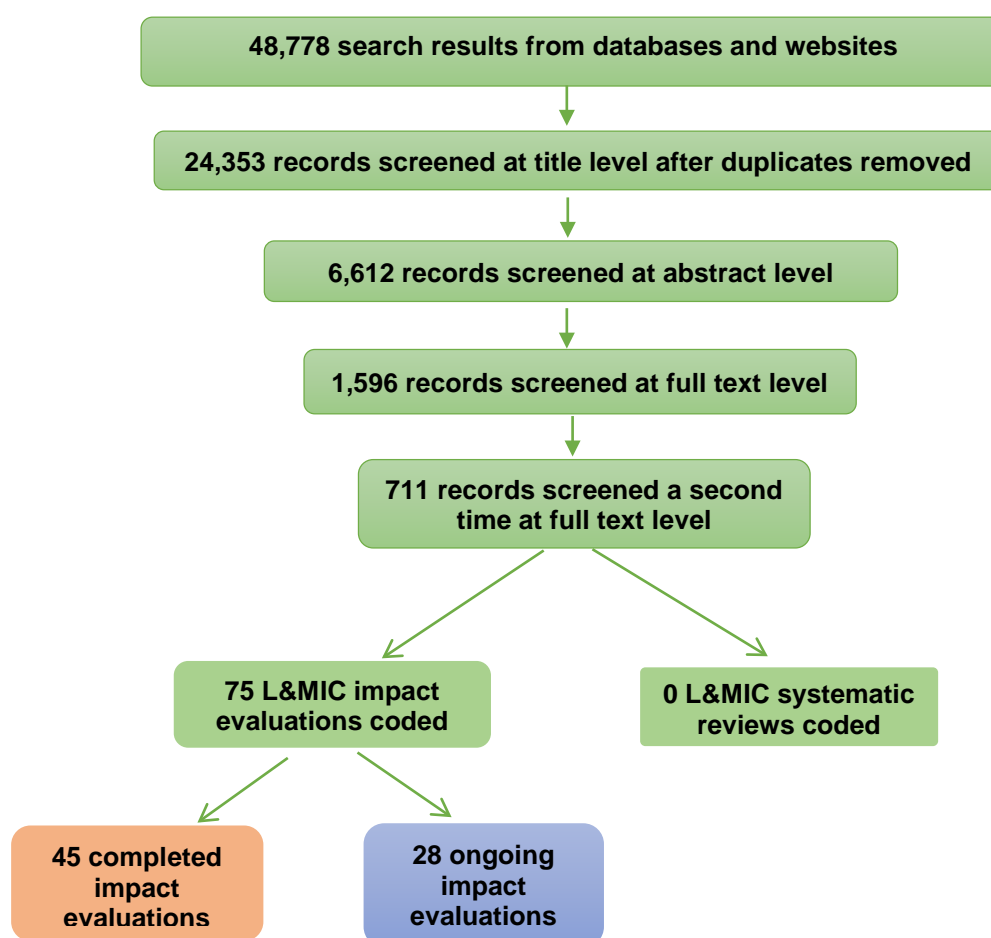 48,778 search results from databases and websites
24,353 records screened at title level after duplicates removed
6,612 records screened at abstract level
1,596 records screened at full text level
711 records screened a second
time at full text level
75 L&MIC impact
evaluations coded
0 L&MIC systematic
reviews coded
45 completed
impact
evaluations
28 ongoing
impact
evaluations